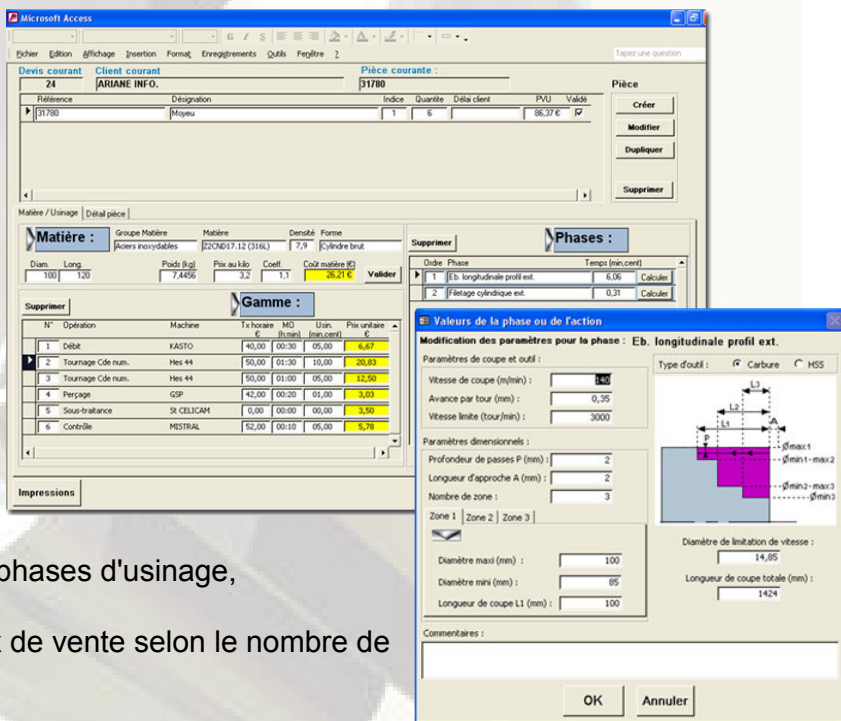 Microsoft Access
G I S
Fichier Edition Affichage Insertion Format Enregistrements Outils Fenêtre ?
Tapez une question
Devis courant Client courant Pièce courante :
24 ARIANE INFO. 31780
Pièce
Référence Désignation Indice Quantite Délai client PVU Validé
31780 Moyeu 1 6 86,37 €
Créer
Modifier
Dupliquer
Supprimer
Matière / Usinage Détail pièce
Matière :
Groupe Matière Matière Densité Forme
Aciers inoxydables Z2CND17.12 (316L) 7,9 Cylindre brut
Diam. Long. Poids (kg) Prix au kilo Coeff. Coût matière (€)
100 120 7,4456 3,2 1,1 26,21 € Valider
Supprimer Phases :
Ordre Phase Temps (min,cent)
1 Eb. longitudinale profil ext. 6,06 Calculer
2 Filetage cylindrique ext. 0,31 Calculer
Supprimer Gamme :
N° Opération Machine Tx horaire € MO (h:min) Usin. (min,cent) Prix unitaire €
1 Débit KASTO 40,00 00:30 05,00 6,67
2 Tournage Cde num. Hes 44 50,00 01:30 10,00 20,83
3 Tournage Cde num. Hes 44 50,00 01:00 05,00 12,50
4 Perçage GSP 42,00 00:20 01,00 3,03
5 Sous-traitance St CELICAM 0,00 00:00 00,00 3,50
6 Contrôle MISTRAL 52,00 00:10 05,00 5,78
Impressions
Valeurs de la phase ou de l'action
Modification des paramètres pour la phase : Eb. longitudinale profil ext.
Paramètres de coupe et outil :
Type d'outil : Carbure HSS
Vitesse de coupe (m/min) : 140
Avance par tour (mm) : 0,35
Vitesse limite (tour/min) : 3000
Paramètres dimensionnels :
Profondeur de passes P (mm) : 2
Longueur d'approche A (mm) : 2
Nombre de zone : 3
Zone 1 Zone 2 Zone 3
Diamètre maxi (mm) : 100
Diamètre mini (mm) : 85
Longueur de coupe L1 (mm) : 100
L3
L2
L1 A
P
Ømax1
Ømin1-max2
Ømin2-max3
Ømin3
Diamètre de limitation de vitesse :
14,85
Longueur de coupe totale (mm) :
1424
Commentaires :
OK Annuler
phases d'usinage,
x de vente selon le nombre de